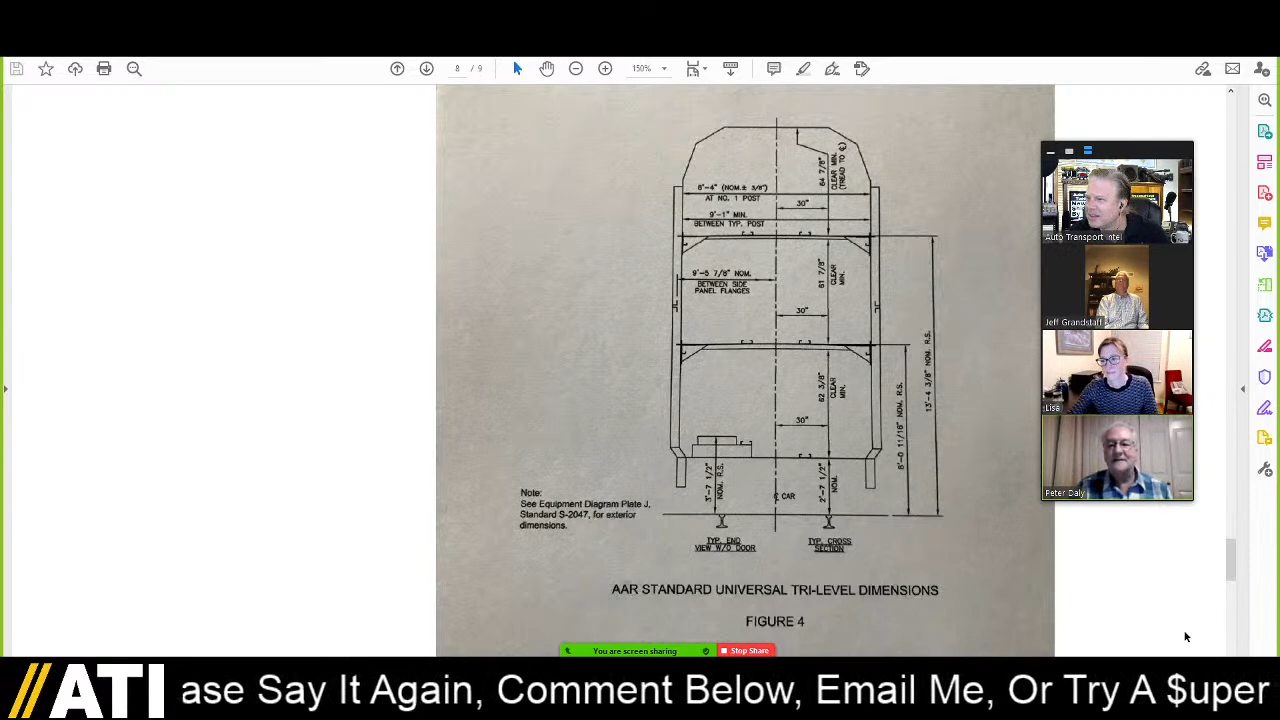 8 / 9
150%
64 7/8"
CLEAR MIN.
(TREAD TO ℄)
8'-4" (NOM.± 3/8")
AT NO. 1 POST
30"
9'-1" MIN.
BETWEEN TYP. POST
9'-5 7/8" NOM.
BETWEEN SIDE
PANEL FLANGES
61 7/8"
CLEAR
MIN.
30"
62 3/8"
CLEAR
MIN.
30"
13'-4 3/8" NOM. R.S.
8'-0 11/16" NOM. R.S.
3'-7 1/2"
NOM. R.S.
2'-7 1/2"
NOM.
℄ CAR
Note:
See Equipment Diagram Plate J,
Standard S-2047, for exterior
dimensions.
TYP. END
VIEW W/O DOOR
TYP. CROSS
SECTION
AAR STANDARD UNIVERSAL TRI-LEVEL DIMENSIONS
FIGURE 4
Auto Transport Intel
Jeff Grandstaff
Lisa
Peter Daly
You are screen sharing
Stop Share
//ATI
ase Say It Again, Comment Below, Email Me, Or Try A $uper